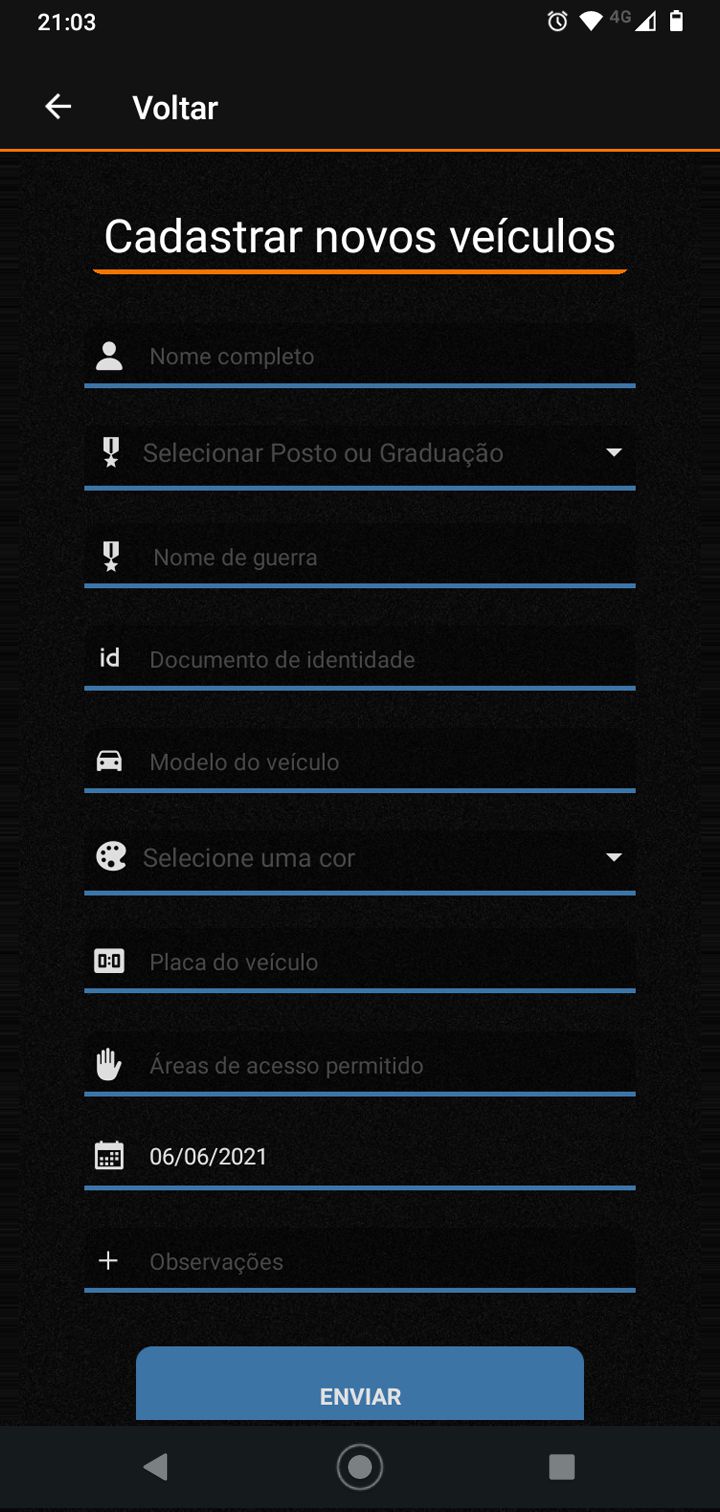 21:03
4G
Voltar
Cadastrar novos veículos
Nome completo
Selecionar Posto ou Graduação
Nome de guerra
id Documento de identidade
Modelo do veículo
Selecione uma cor
0:0 Placa do veículo
Áreas de acesso permitido
06/06/2021
Observações
ENVIAR